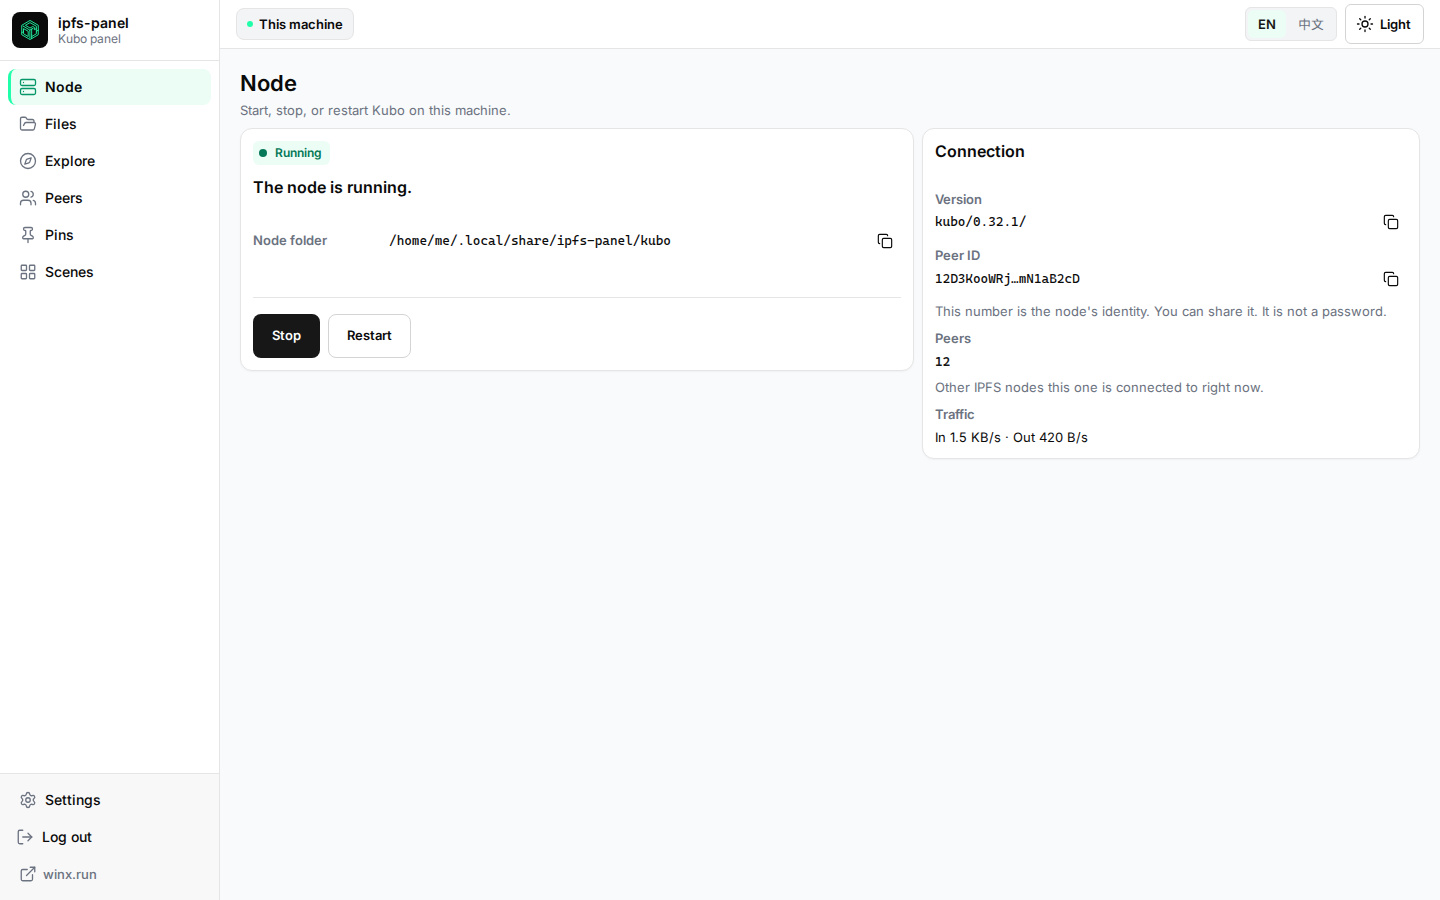 ipfs-panel
Kubo panel
Node
Files
Explore
Peers
Pins
Scenes
Settings
Log out
winx.run
This machine
EN
中文
Light
Node
Start, stop, or restart Kubo on this machine.
Running
The node is running.
Node folder
/home/me/.local/share/ipfs-panel/kubo
Stop
Restart
Connection
Version
kubo/0.32.1/
Peer ID
12D3KooWRj…mN1aB2cD
This number is the node's identity. You can share it. It is not a password.
Peers
12
Other IPFS nodes this one is connected to right now.
Traffic
In 1.5 KB/s · Out 420 B/s